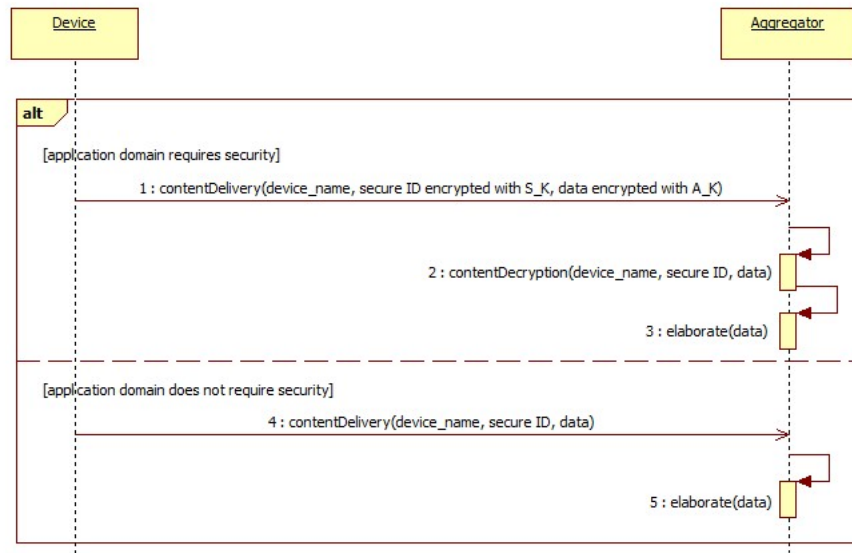 Device
Aggregator
alt
[application domain requires security]
1 : contentDelivery(device_name, secure ID encrypted with S_K, data encrypted with A_K)
2 : contentDecryption(device_name, secure ID, data)
3 : elaborate(data)
[application domain does not require security]
4 : contentDelivery(device_name, secure ID, data)
5 : elaborate(data)